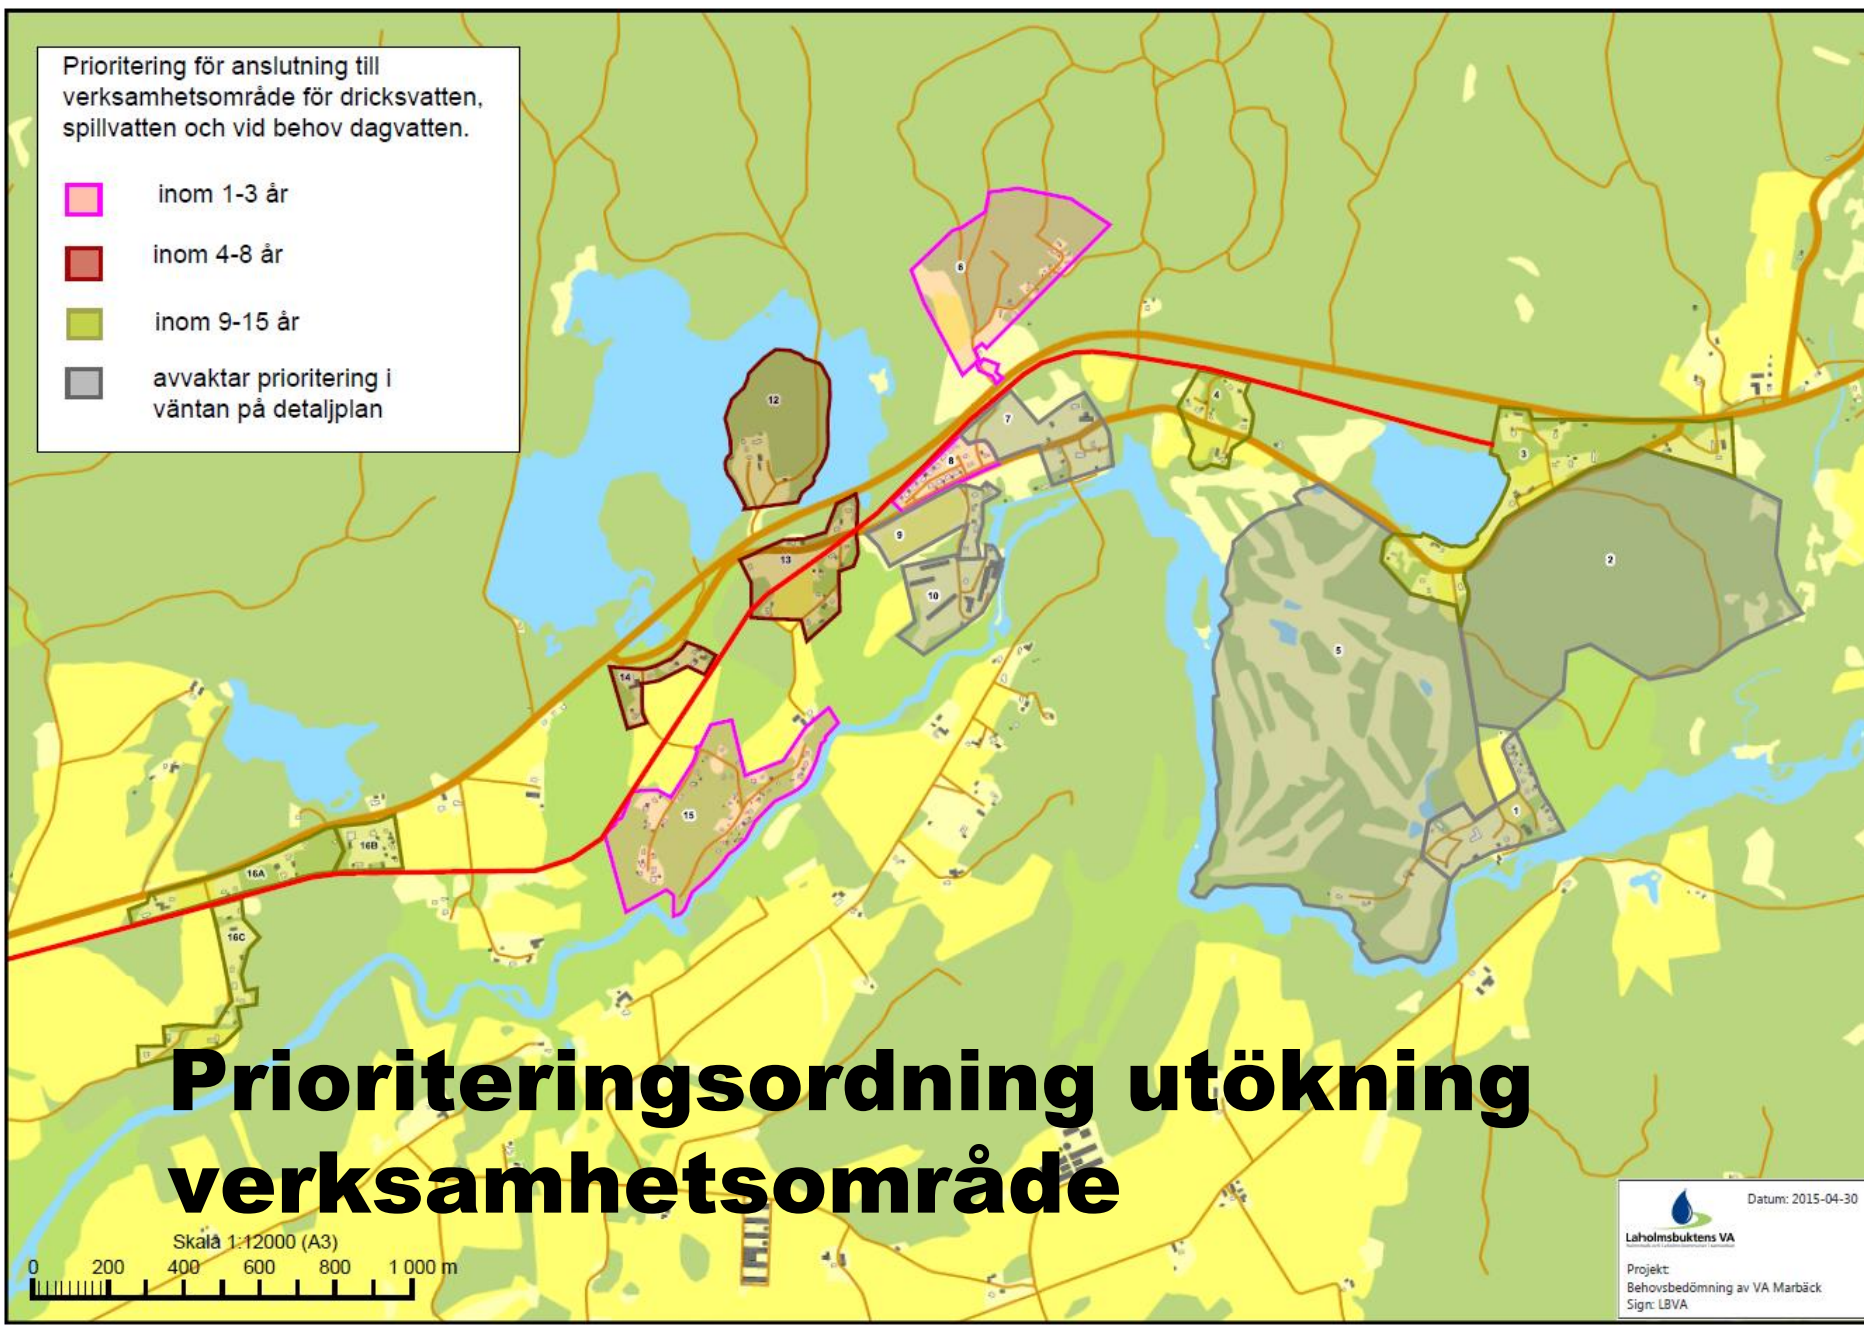 Prioritering för anslutning till
verksamhetsområde för dricksvatten,
spillvatten och vid behov dagvatten.
inom 1-3 år
inom 4-8 år
inom 9-15 år
avvaktar prioritering i
väntan på detaljplan
6
12
7
4
8
3
9
13
2
10
5
14
15
1
16B
16A
16C
Prioriteringsordning utökning
verksamhetsområde
Skala 1:12000 (A3)
0 200 400 600 800 1 000 m
Datum: 2015-04-30
Laholmsbuktens VA
Projekt:
Behovsbedömning av VA Marbäck
Sign: LBVA